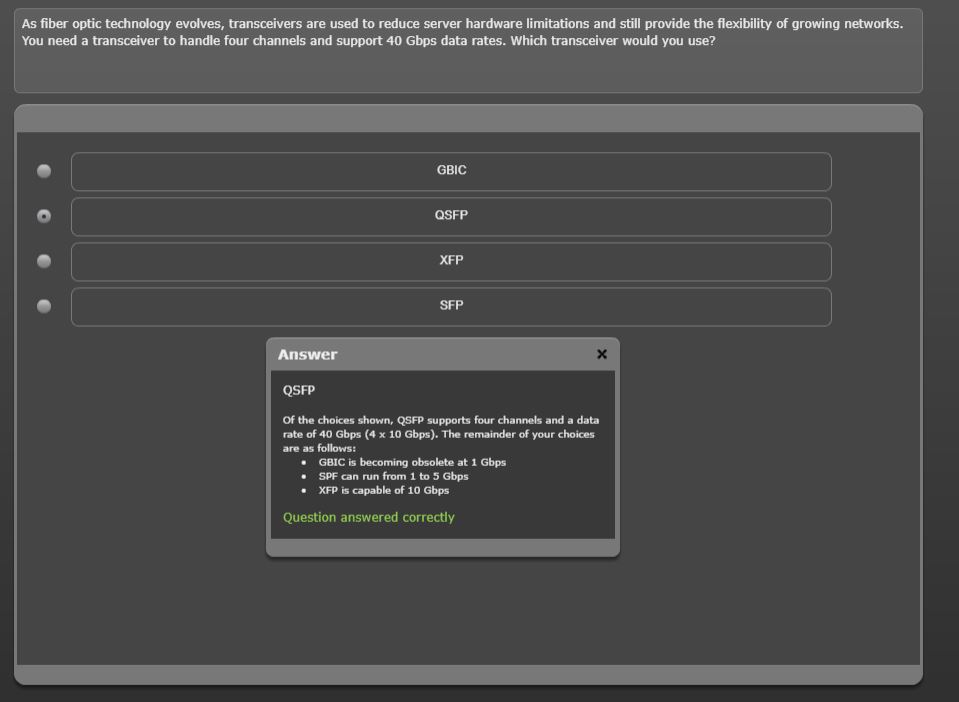 As fiber optic technology evolves, transceivers are used to reduce server hardware limitations and still provide the flexibility of growing networks.
You need a transceiver to handle four channels and support 40 Gbps data rates. Which transceiver would you use?
GBIC
QSFP
XFP
SFP
Answer
QSFP
Of the choices shown, QSFP supports four channels and a data
rate of 40 Gbps (4 x 10 Gbps). The remainder of your choices
are as follows:
• GBIC is becoming obsolete at 1 Gbps
• SPF can run from 1 to 5 Gbps
• XFP is capable of 10 Gbps
Question answered correctly